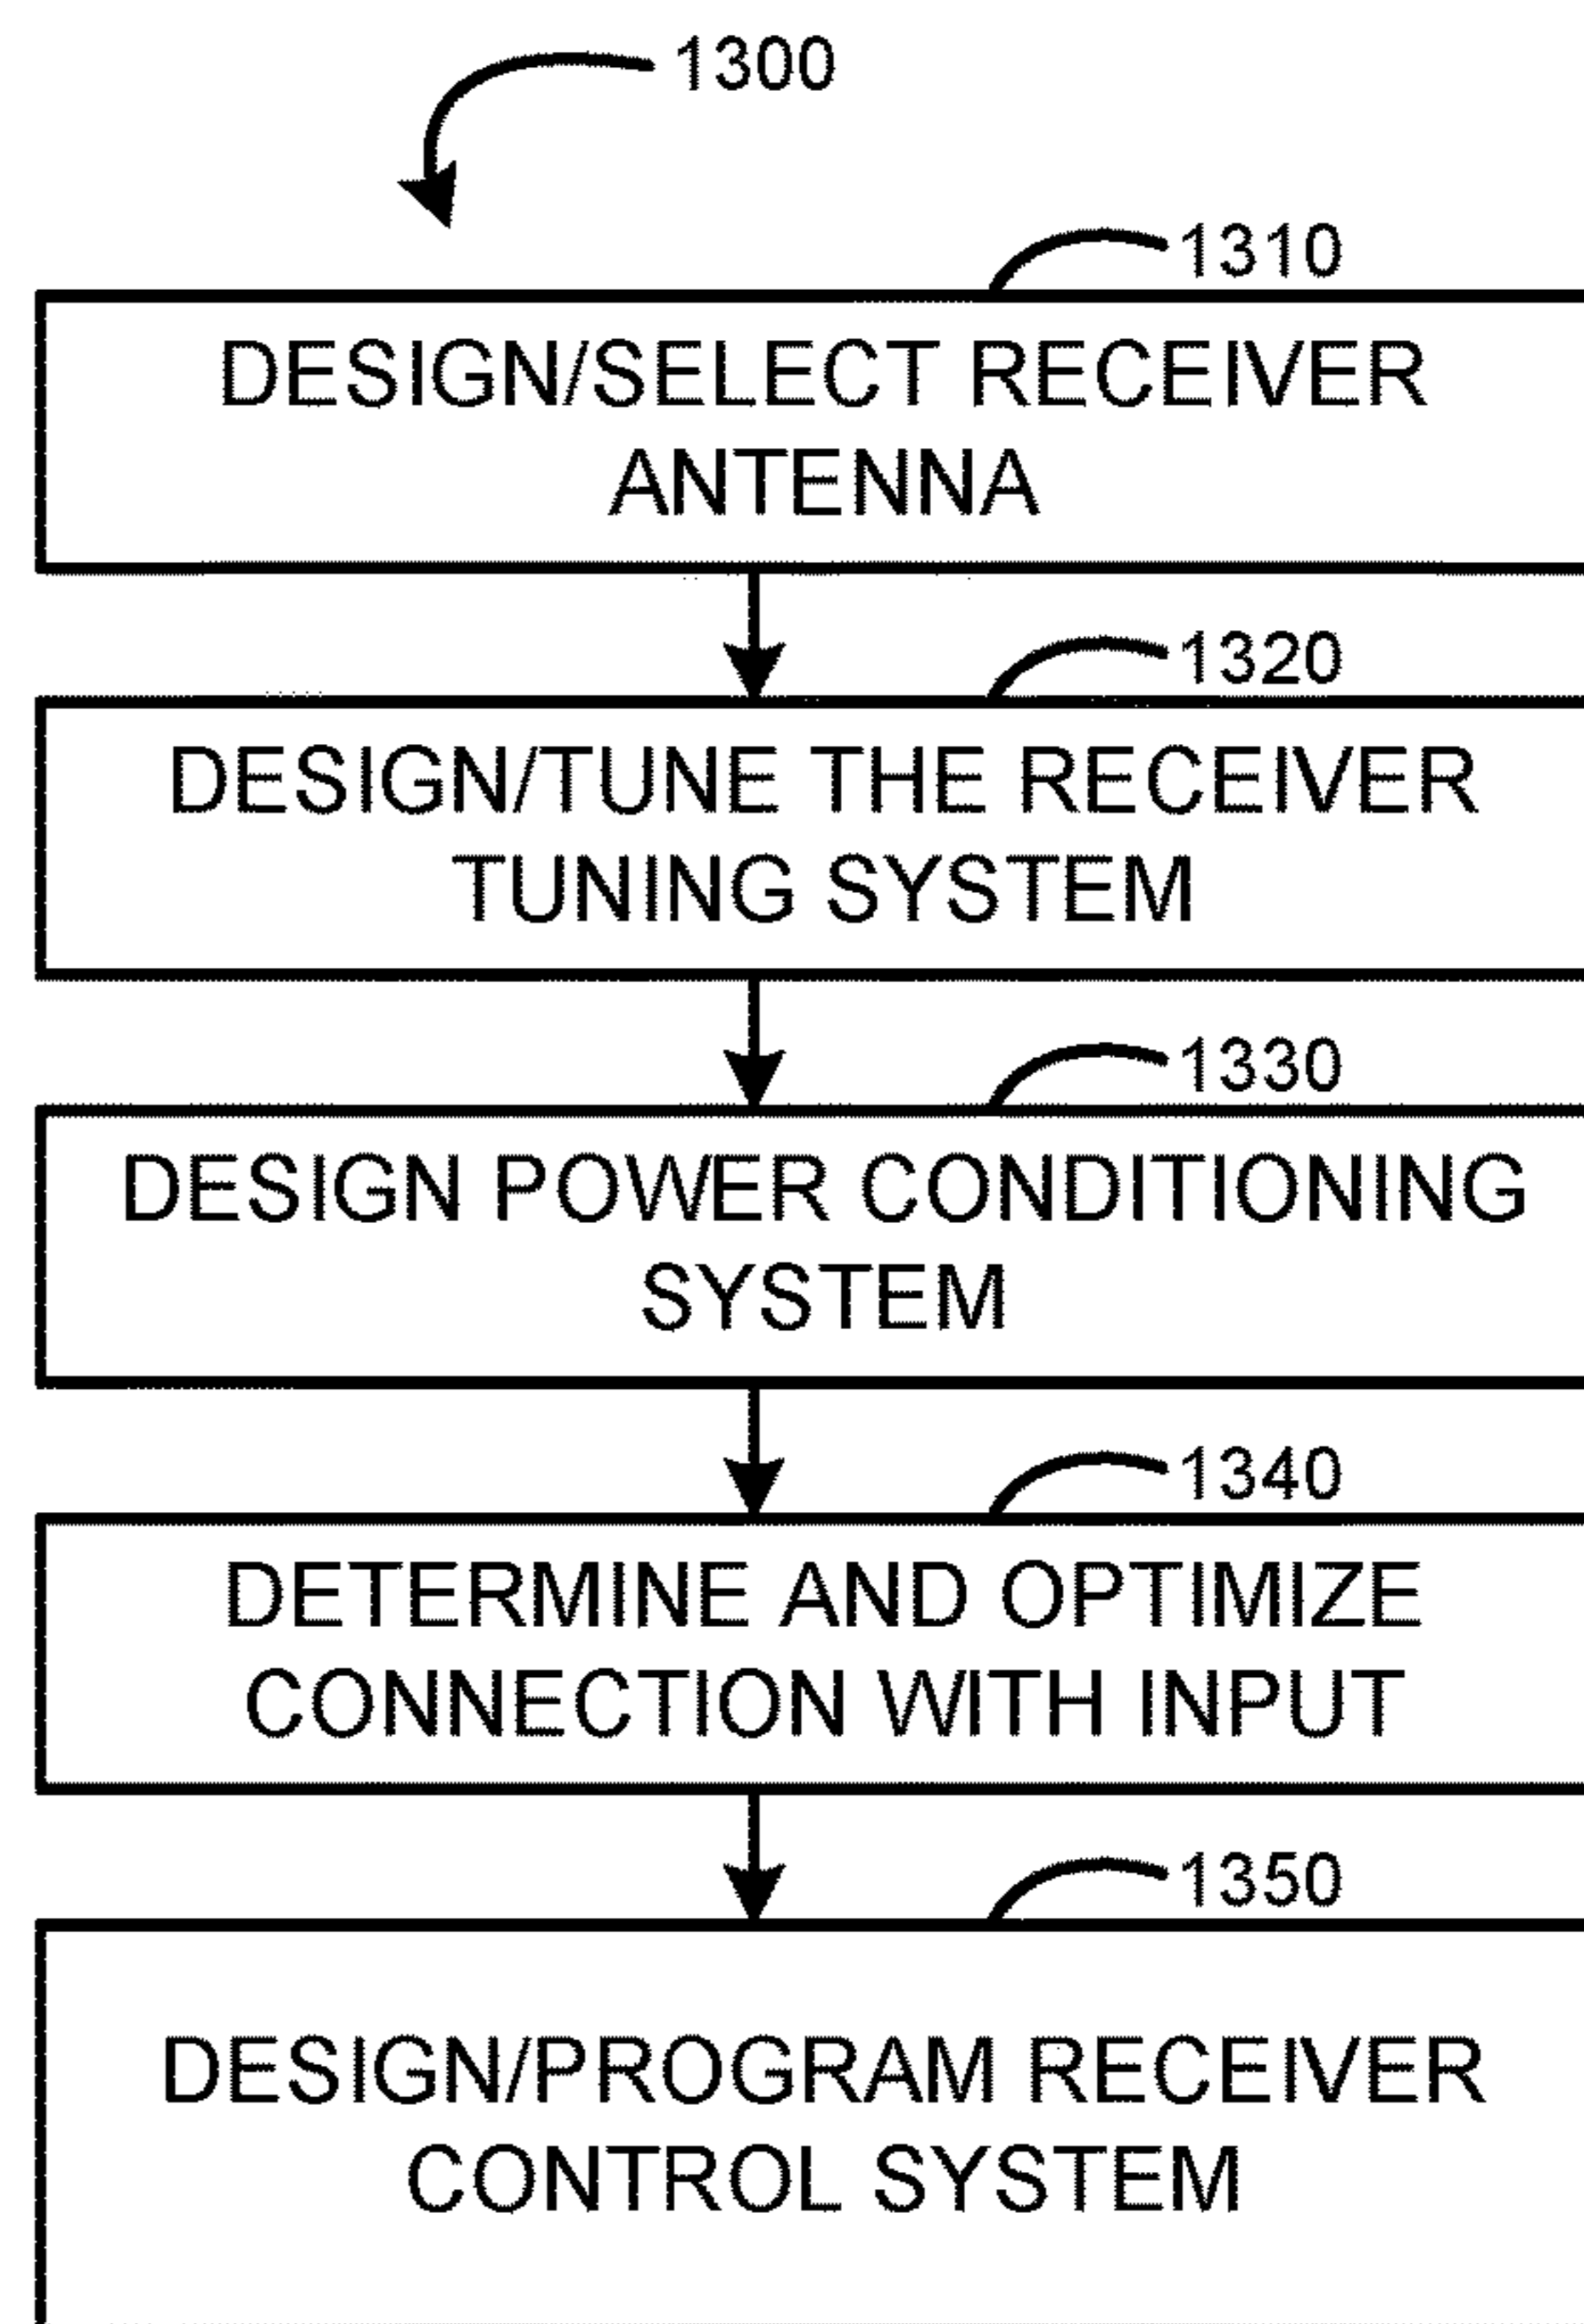 1300
1310
DESIGN/SELECT RECEIVER
ANTENNA
1320
DESIGN/TUNE THE RECEIVER
TUNING SYSTEM
1330
DESIGN POWER CONDITIONING
SYSTEM
1340
DETERMINE AND OPTIMIZE
CONNECTION WITH INPUT
1350
DESIGN/PROGRAM RECEIVER
CONTROL SYSTEM